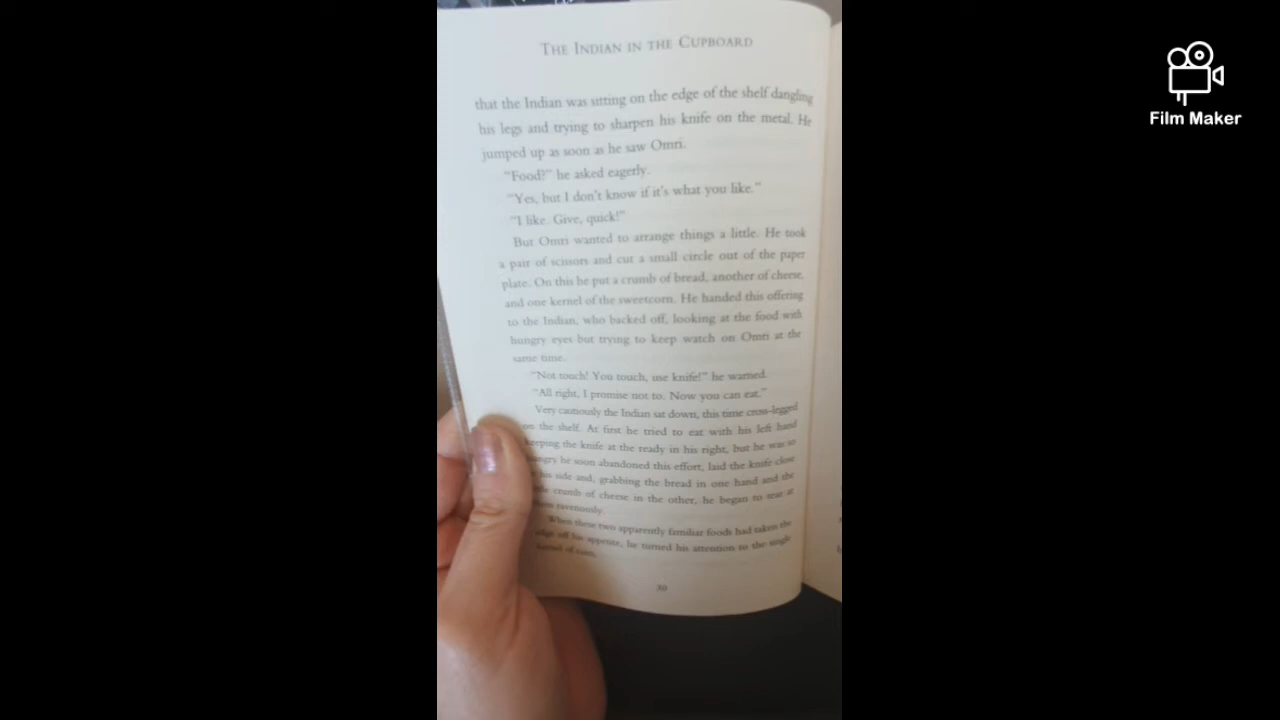 THE INDIAN IN THE CUPBOARD
that the Indian was sitting on the edge of the shelf dangling
his legs and trying to sharpen his knife on the metal. He
jumped up as soon as he saw Omri.
“Food?” he asked eagerly.
“Yes, but I don’t know if it’s what you like.”
“I like. Give, quick!”
But Omri wanted to arrange things a little. He took
a pair of scissors and cut a small circle out of the paper
plate. On this he put a crumb of bread, another of cheese,
and one kernel of the sweetcorn. He handed this offering
to the Indian, who backed off, looking at the food with
hungry eyes but trying to keep watch on Omri at the
same time.
“Not touch! You touch, use knife!” he warned.
“All right, I promise not to. Now you can eat.”
Very cautiously the Indian sat down, this time cross-legged
on the shelf. At first he tried to eat with his left hand
keeping the knife at the ready in his right, but he was so
hungry he soon abandoned this effort, laid the knife close
his side and, grabbing the bread in one hand and the
crumb of cheese in the other, he began to tear at
ravenously.
When these two apparently familiar foods had taken the
edge off his appetite, he turned his attention to the single
kernel of corn.
Film Maker